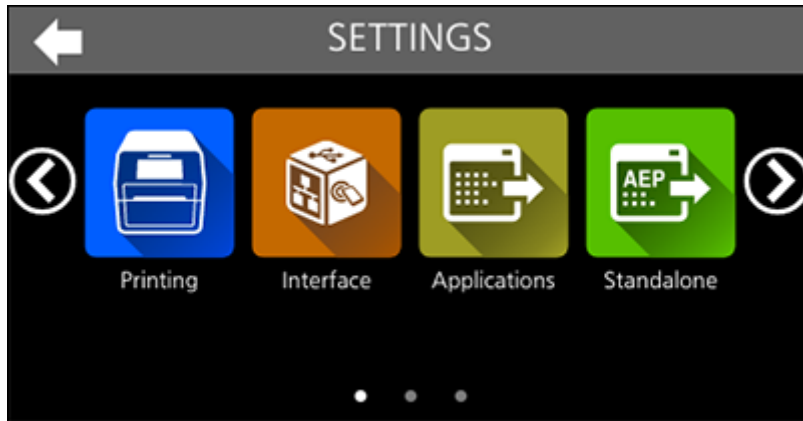 SETTINGS
AEP
Printing
Interface
Applications
Standalone